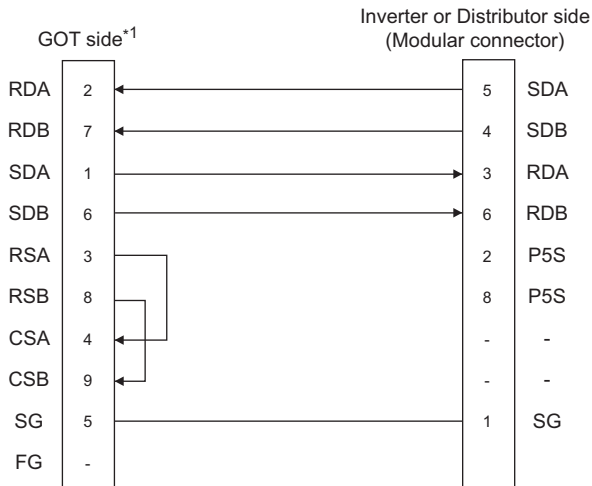 Inverter or Distributor side
(Modular connector)
GOT side*1
RDA 2 5 SDA
RDB 7 4 SDB
SDA 1 3 RDA
SDB 6 6 RDB
RSA 3 2 P5S
RSB 8 8 P5S
CSA 4 - -
CSB 9 - -
SG 5 1 SG
FG -